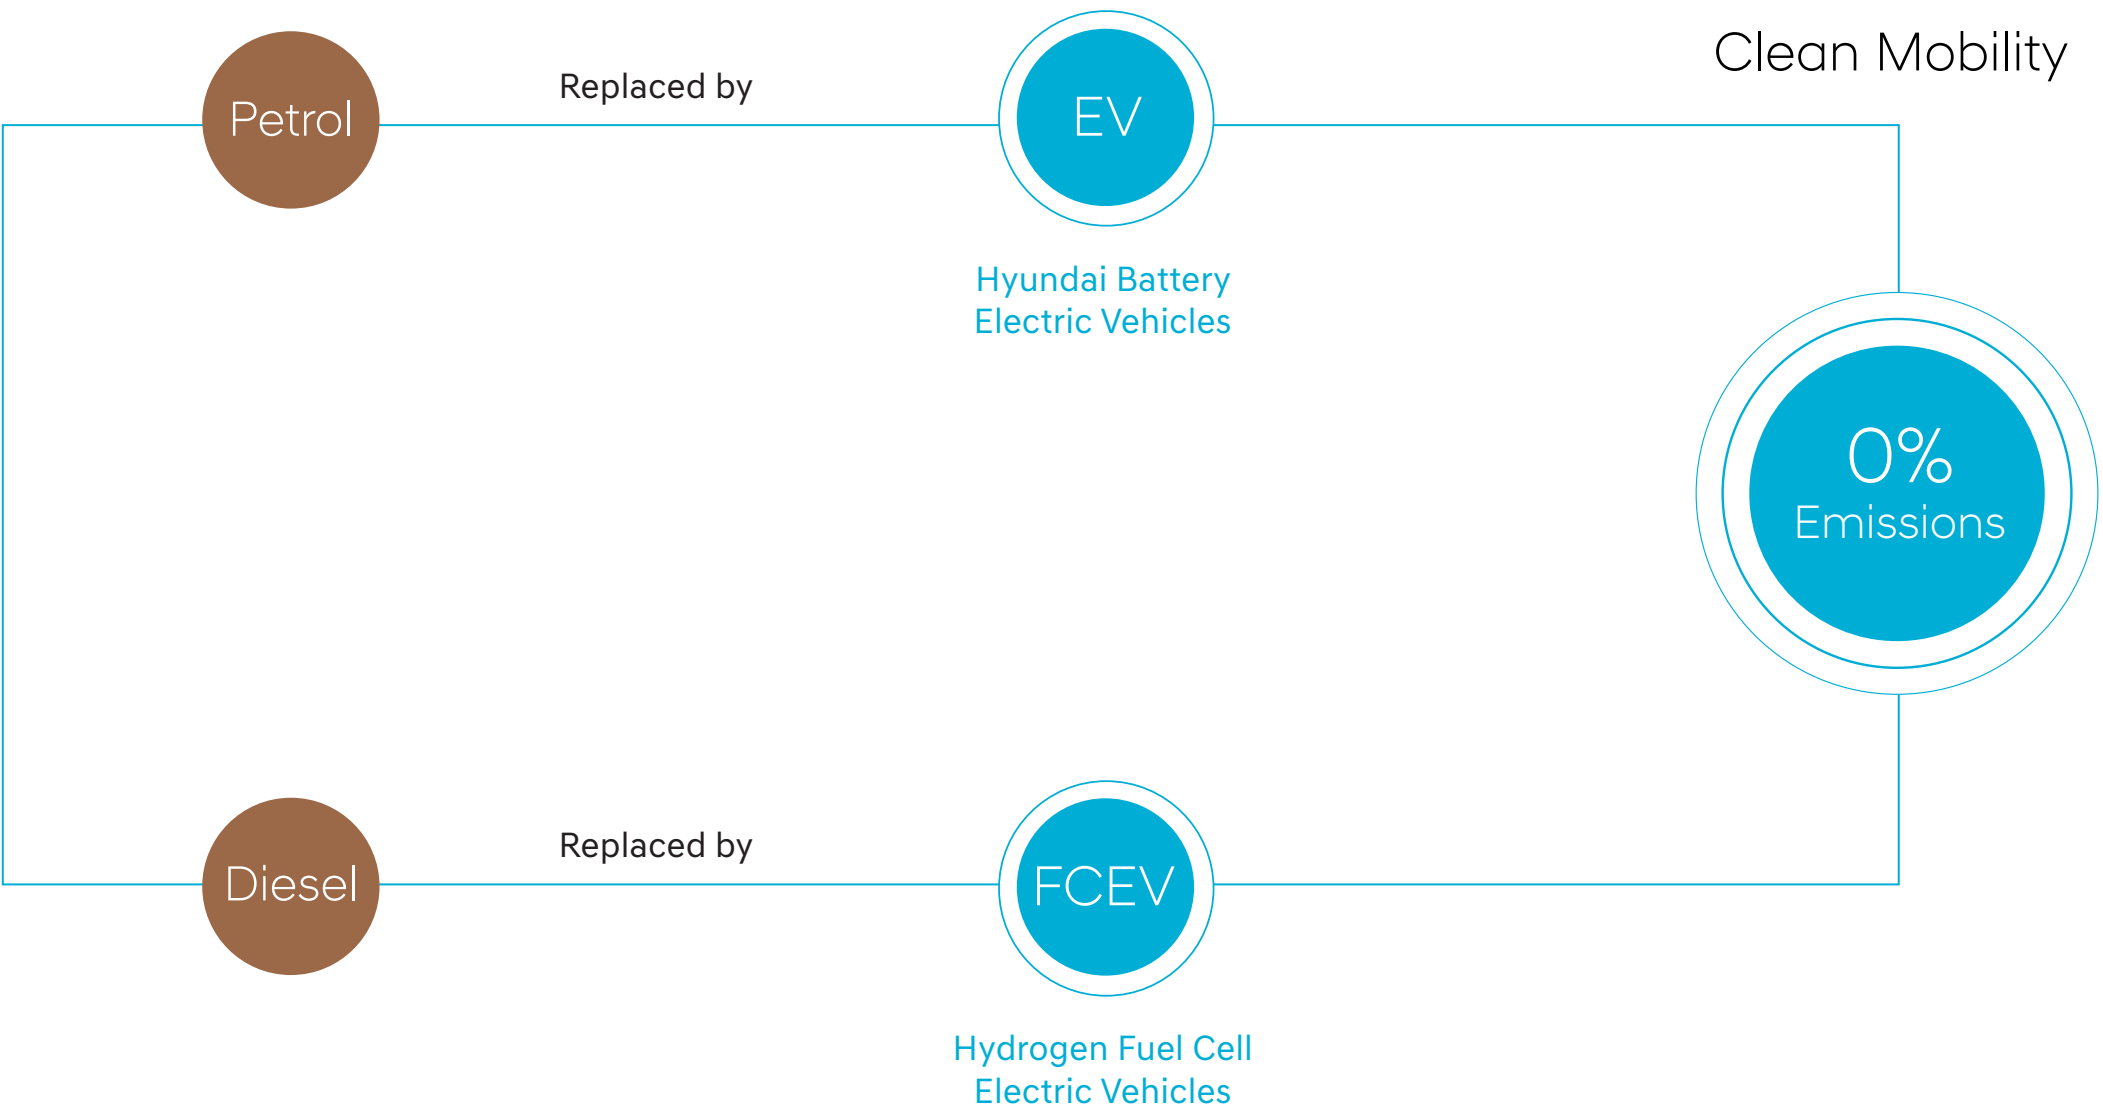 Clean Mobility
Petrol
Replaced by
EV
Hyundai Battery
Electric Vehicles
0%
Emissions
Diesel
Replaced by
FCEV
Hydrogen Fuel Cell
Electric Vehicles